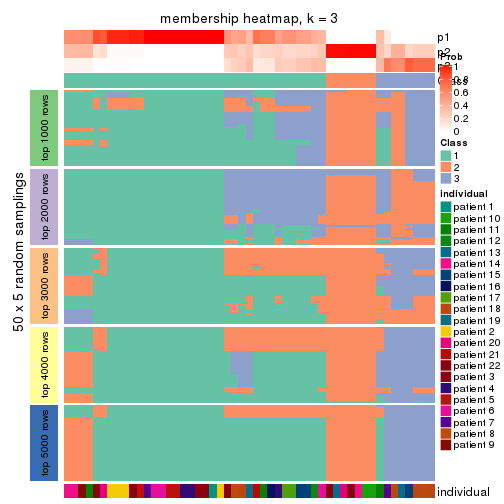 membership heatmap, k = 3
p1
p2
p3
Prob
1
0.8
0.6
0.4
0.2
0
Class
Class
1
2
3
individual
patient 1
patient 10
patient 11
patient 12
patient 13
patient 14
patient 15
patient 16
patient 17
patient 18
patient 19
patient 2
patient 20
patient 21
patient 22
patient 3
patient 4
patient 5
patient 6
patient 7
patient 8
patient 9
50 x 5 random samplings
top 1000 rows
top 2000 rows
top 3000 rows
top 4000 rows
top 5000 rows
individual